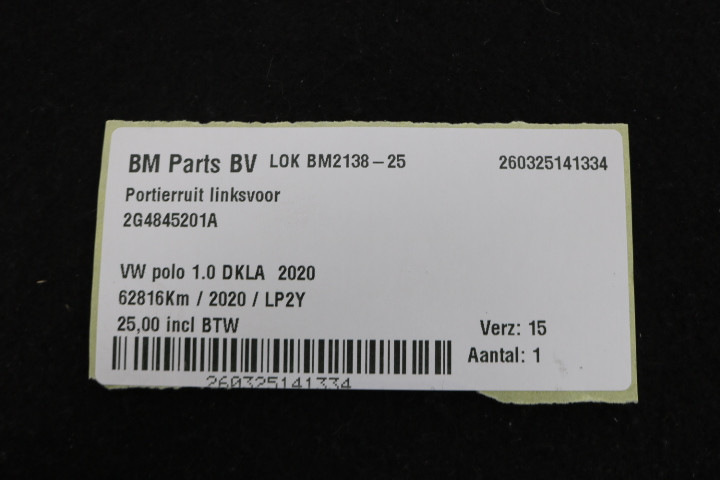 BM Parts BV LOK BM2138-25 260325141334
Portierruit linksvoor
2G4845201A
VW polo 1.0 DKLA 2020
62816Km / 2020 / LP2Y
25,00 incl BTW Verz: 15
Aantal: 1
260325141334